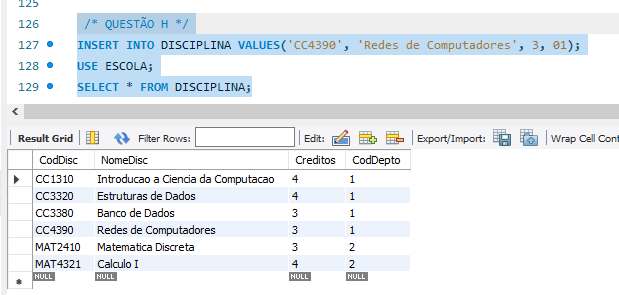 125
126 /* QUESTÃO H */
127 INSERT INTO DISCIPLINA VALUES('CC4390', 'Redes de Computadores', 3, 01);
128 USE ESCOLA;
129 SELECT * FROM DISCIPLINA;
Result Grid Filter Rows: Edit: Export/Import: Wrap Cell Cont
CodDisc NomeDisc Creditos CodDepto
CC1310 Introducao a Ciencia da Computacao 4 1
CC3320 Estruturas de Dados 4 1
CC3380 Banco de Dados 3 1
CC4390 Redes de Computadores 3 1
MAT2410 Matematica Discreta 3 2
MAT4321 Calculo I 4 2
NULL NULL NULL NULL